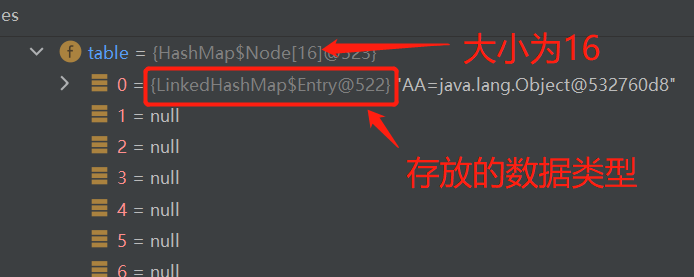 es
f table = {HashMap$Node[16]@523} 大小为16
0 = {LinkedHashMap$Entry@522} "AA=java.lang.Object@532760d8"
1 = null
2 = null
存放的数据类型
3 = null
4 = null
5 = null
6 = null